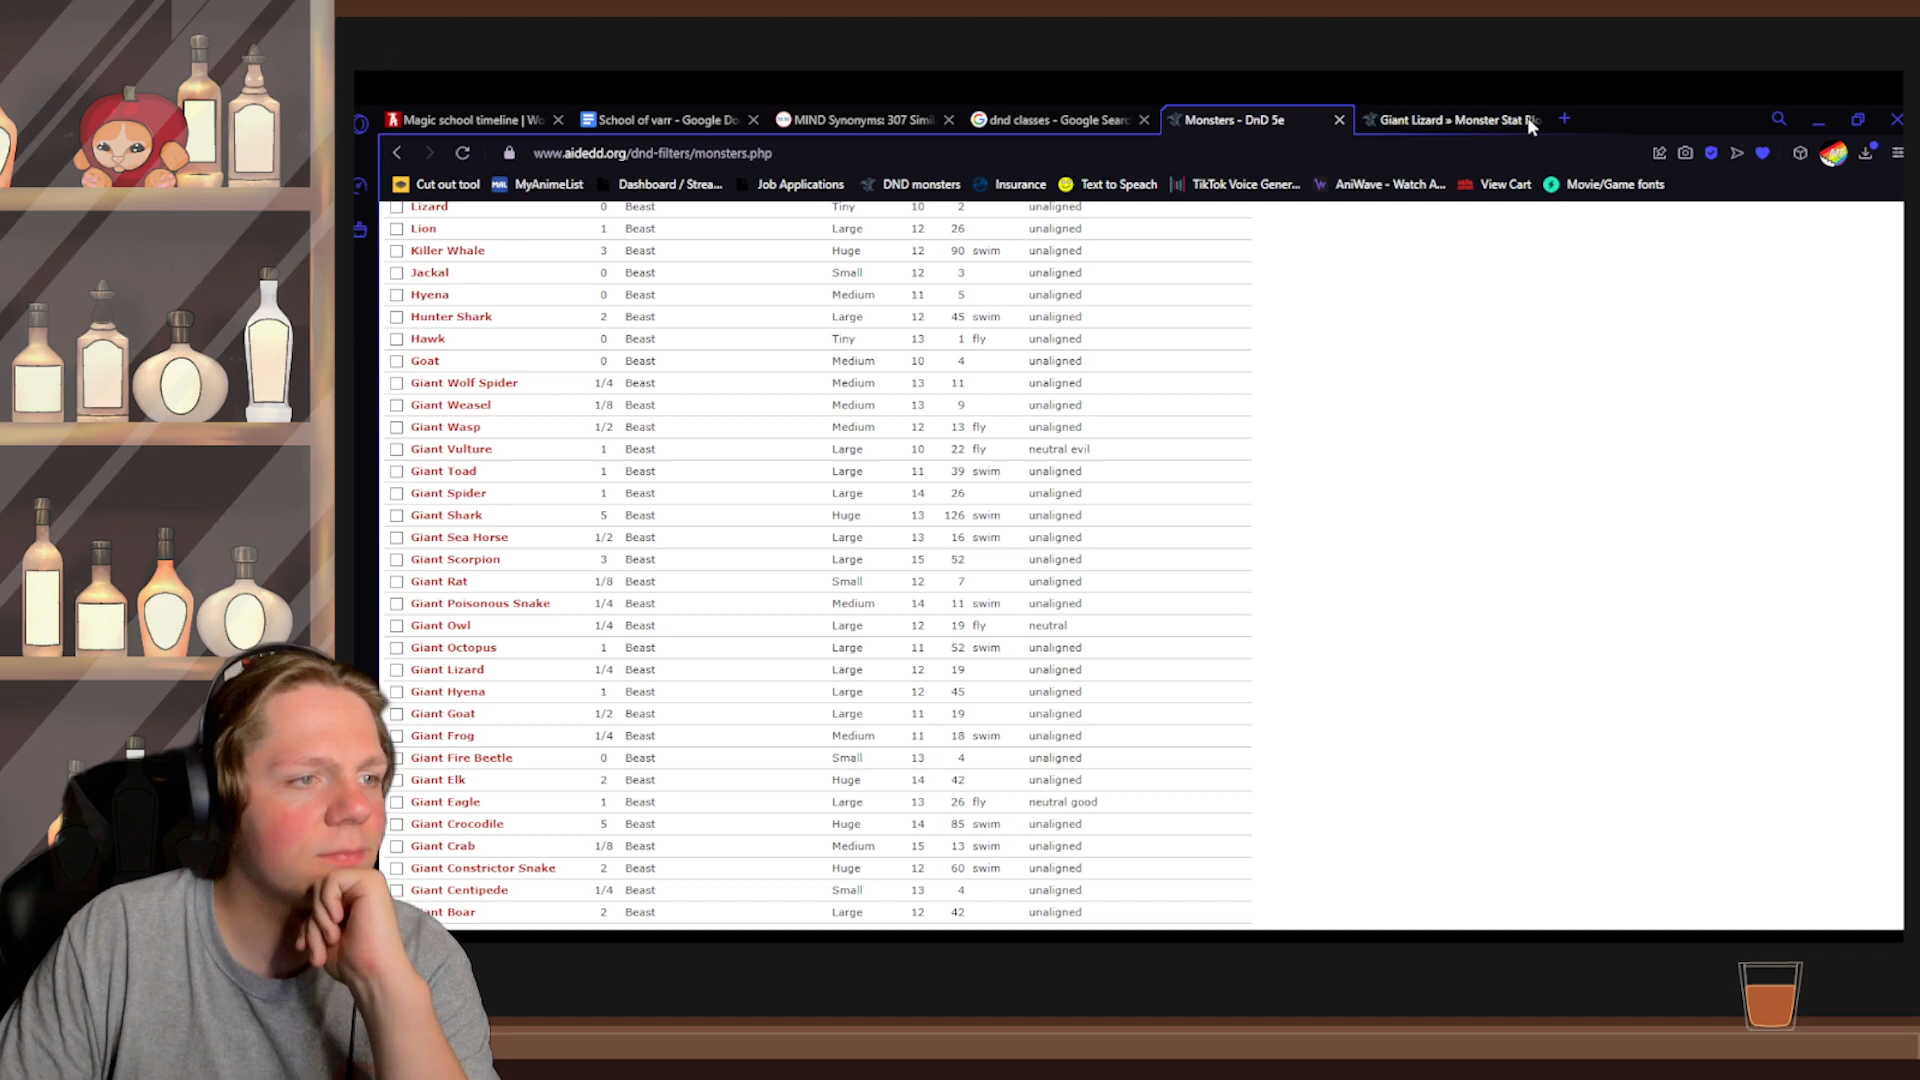 Magic school timeline | Wo
School of varr - Google Do
MIND Synonyms: 307 Simil
dnd classes - Google Searc
Monsters - DnD 5e
Giant Lizard » Monster Stat Blo
www.aidedd.org/dnd-filters/monsters.php
Cut out tool MyAnimeList Dashboard / Strea... Job Applications DND monsters Insurance Text to Speech TikTok Voice Gener... AniWave - Watch A... View Cart Movie/Game fonts
Lizard 0 Beast Tiny 10 2 unaligned
Lion 1 Beast Large 12 26 unaligned
Killer Whale 3 Beast Huge 12 90 swim unaligned
Jackal 0 Beast Small 12 3 unaligned
Hyena 0 Beast Medium 11 5 unaligned
Hunter Shark 2 Beast Large 12 45 swim unaligned
Hawk 0 Beast Tiny 13 1 fly unaligned
Goat 0 Beast Medium 10 4 unaligned
Giant Wolf Spider 1/4 Beast Medium 13 11 unaligned
Giant Weasel 1/8 Beast Medium 13 9 unaligned
Giant Wasp 1/2 Beast Medium 12 13 fly unaligned
Giant Vulture 1 Beast Large 10 22 fly neutral evil
Giant Toad 1 Beast Large 11 39 swim unaligned
Giant Spider 1 Beast Large 14 26 unaligned
Giant Shark 5 Beast Huge 13 126 swim unaligned
Giant Sea Horse 1/2 Beast Large 13 16 swim unaligned
Giant Scorpion 3 Beast Large 15 52 unaligned
Giant Rat 1/8 Beast Small 12 7 unaligned
Giant Poisonous Snake 1/4 Beast Medium 14 11 swim unaligned
Giant Owl 1/4 Beast Large 12 19 fly neutral
Giant Octopus 1 Beast Large 11 52 swim unaligned
Giant Lizard 1/4 Beast Large 12 19 unaligned
Giant Hyena 1 Beast Large 12 45 unaligned
Giant Goat 1/2 Beast Large 11 19 unaligned
Giant Frog 1/4 Beast Medium 11 18 swim unaligned
Giant Fire Beetle 0 Beast Small 13 4 unaligned
Giant Elk 2 Beast Huge 14 42 unaligned
Giant Eagle 1 Beast Large 13 26 fly neutral good
Giant Crocodile 5 Beast Huge 14 85 swim unaligned
Giant Crab 1/8 Beast Medium 15 13 swim unaligned
Giant Constrictor Snake 2 Beast Huge 12 60 swim unaligned
Giant Centipede 1/4 Beast Small 13 4 unaligned
ant Boar 2 Beast Large 12 42 unaligned